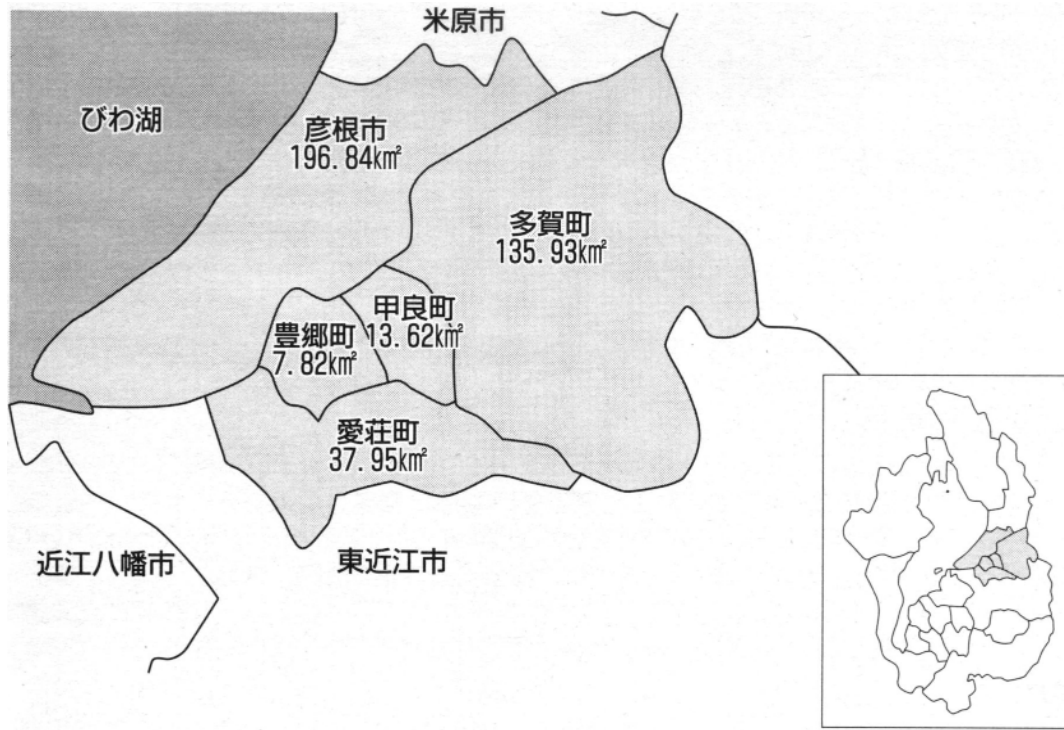 米原市
びわ湖
彦根市
196.84km²
多賀町
135.93km²
甲良町
13.62km²
豊郷町
7.82km²
愛荘町
37.95km²
近江八幡市
東近江市